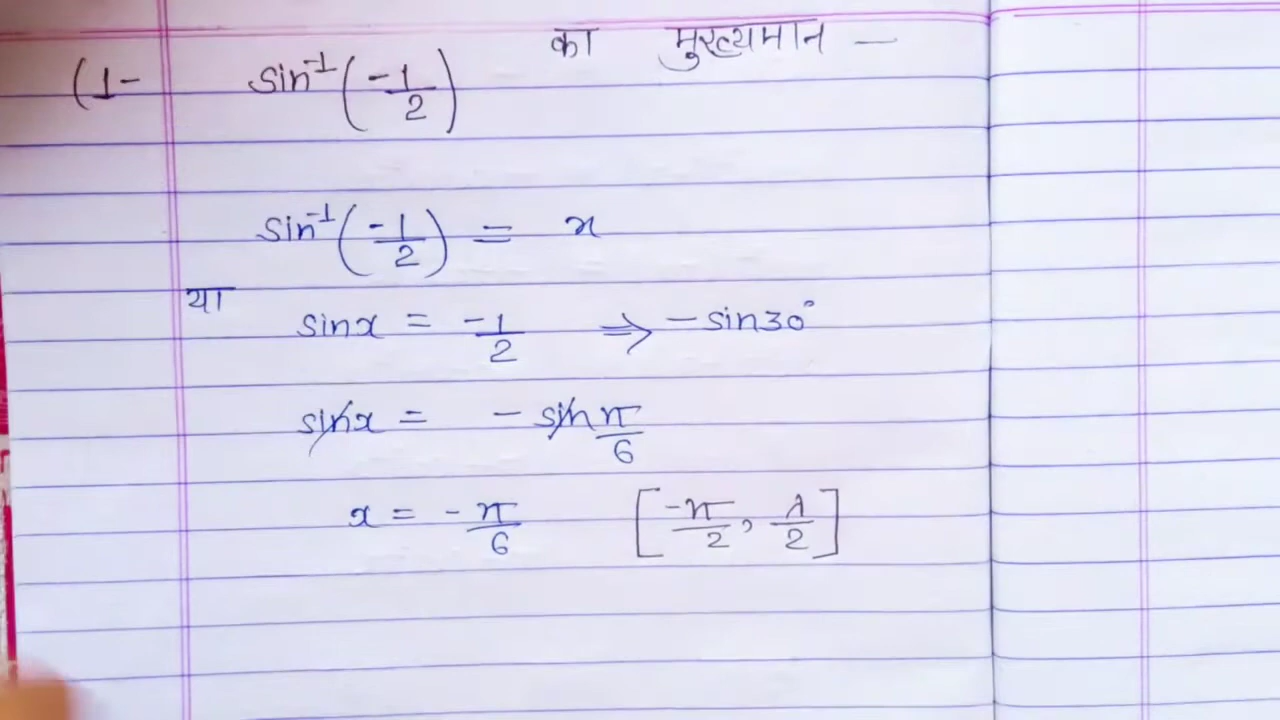 (1- sin⁻¹(-1/2) का मुख्यमान —
sin⁻¹(-1/2) = x
या
sinx = -1/2 ⇒ -sin30°
sinx = - sin π/6
x = - π/6 [-π/2, π/2]